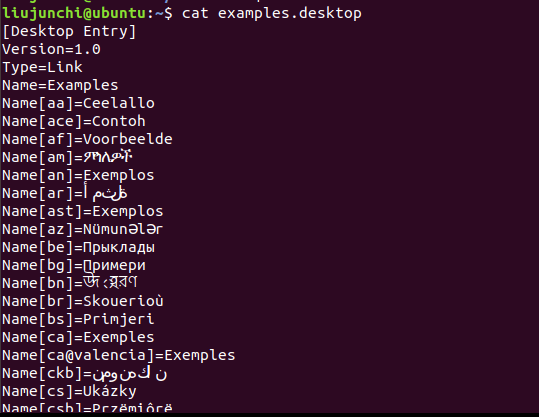 liujunchi@ubuntu:~$ cat examples.desktop
[Desktop Entry]
Version=1.0
Type=Link
Name=Examples
Name[aa]=Ceelallo
Name[ace]=Contoh
Name[af]=Voorbeelde
Name[am]=ምሳሌዎች
Name[an]=Exemplos
Name[ar]=أمثلة
Name[ast]=Exemplos
Name[az]=Nümunələr
Name[be]=Прыклады
Name[bg]=Примери
Name[bn]=উদাহরণ
Name[br]=Skouerioù
Name[bs]=Primjeri
Name[ca]=Exemples
Name[ca@valencia]=Exemples
Name[ckb]=
Name[cs]=Ukázky
Name[csb]=Przëmiôrë